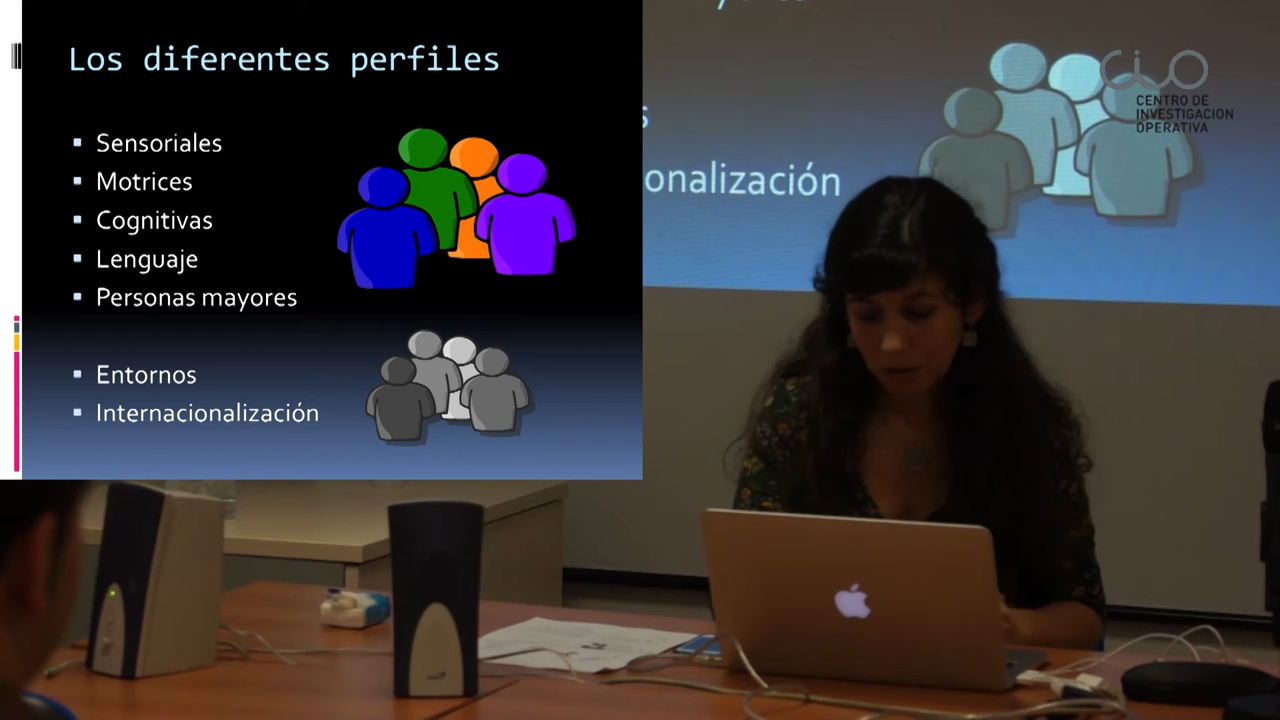 Los diferentes perfiles
Sensoriales
Motrices
Cognitivas
Lenguaje
Personas mayores
Entornos
Internacionalización
onalización
CENTRO DE
INVESTIGACION
OPERATIVA